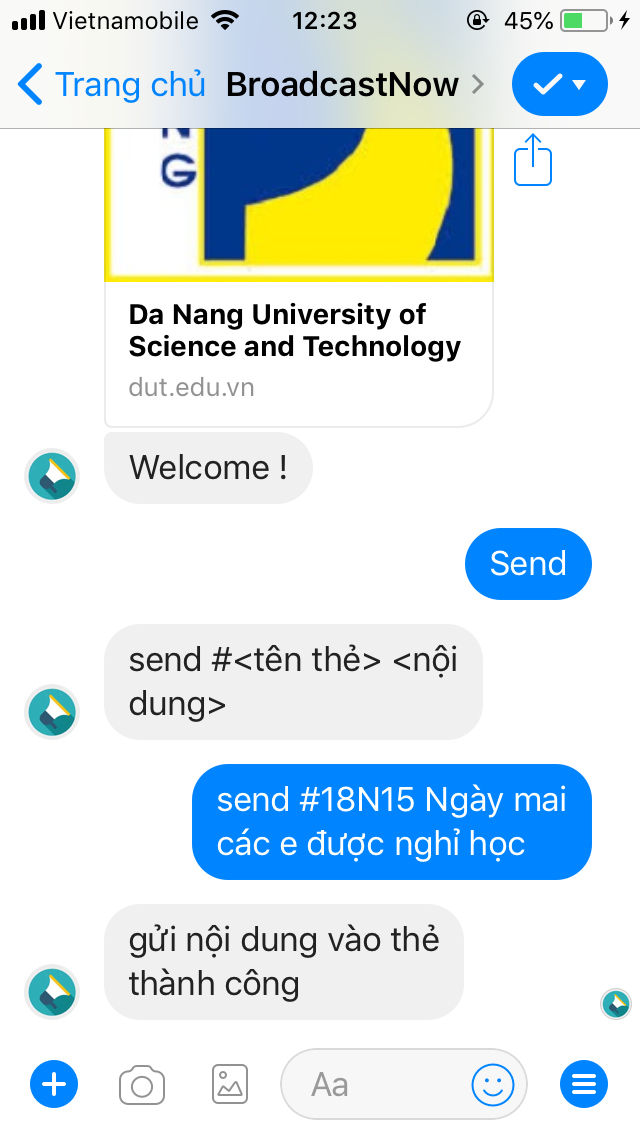 Vietnamobile 12:23 45%
Trang chủ BroadcastNow
N
G
Da Nang University of
Science and Technology
dut.edu.vn
Welcome !
Send
send #<tên thẻ> <nội
dung>
send #18N15 Ngày mai
các e được nghỉ học
gửi nội dung vào thẻ
thành công
Aa